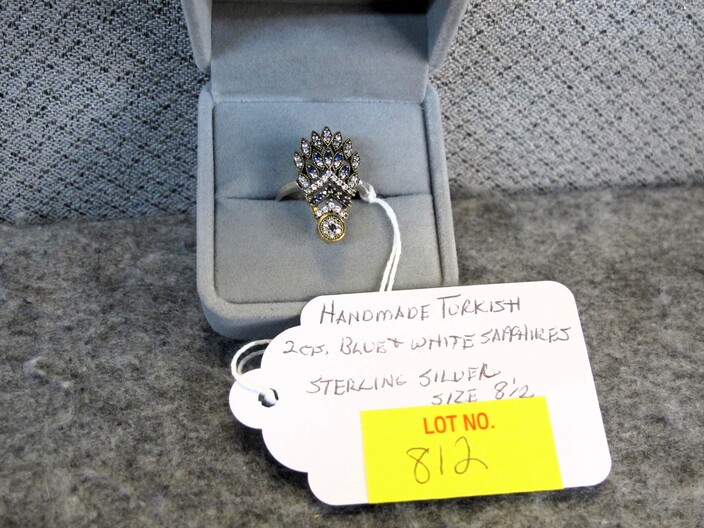 HANDMADE TURKISH
2 cts. BLUE + WHITE SAPPHIRES
STERLING SILVER
SIZE 8 1/2
LOT NO.
812